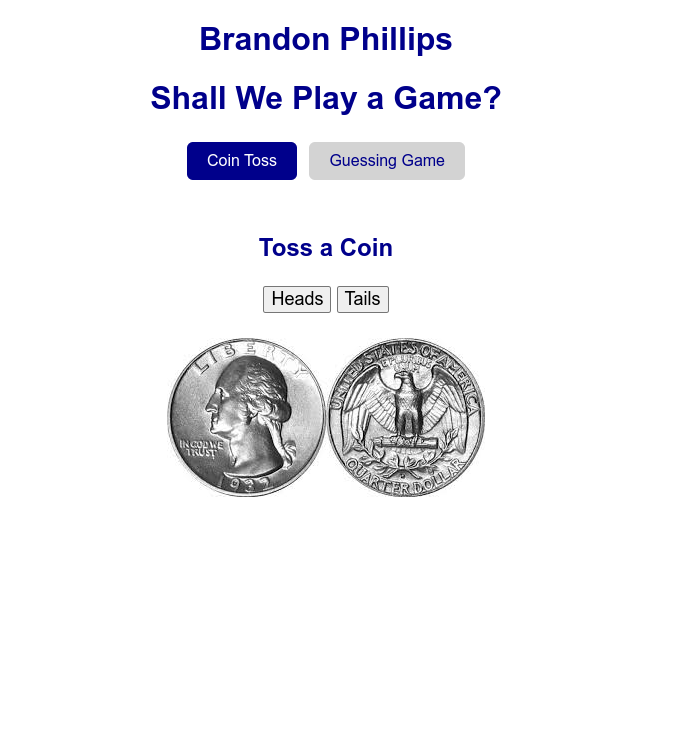 Brandon Phillips
Shall We Play a Game?
Coin Toss Guessing Game
Toss a Coin
Heads Tails
LIBERTY
IN GOD WE
TRUST
1932
UNITED STATES OF AMERICA
E PLURIBUS
QUARTER DOLLAR